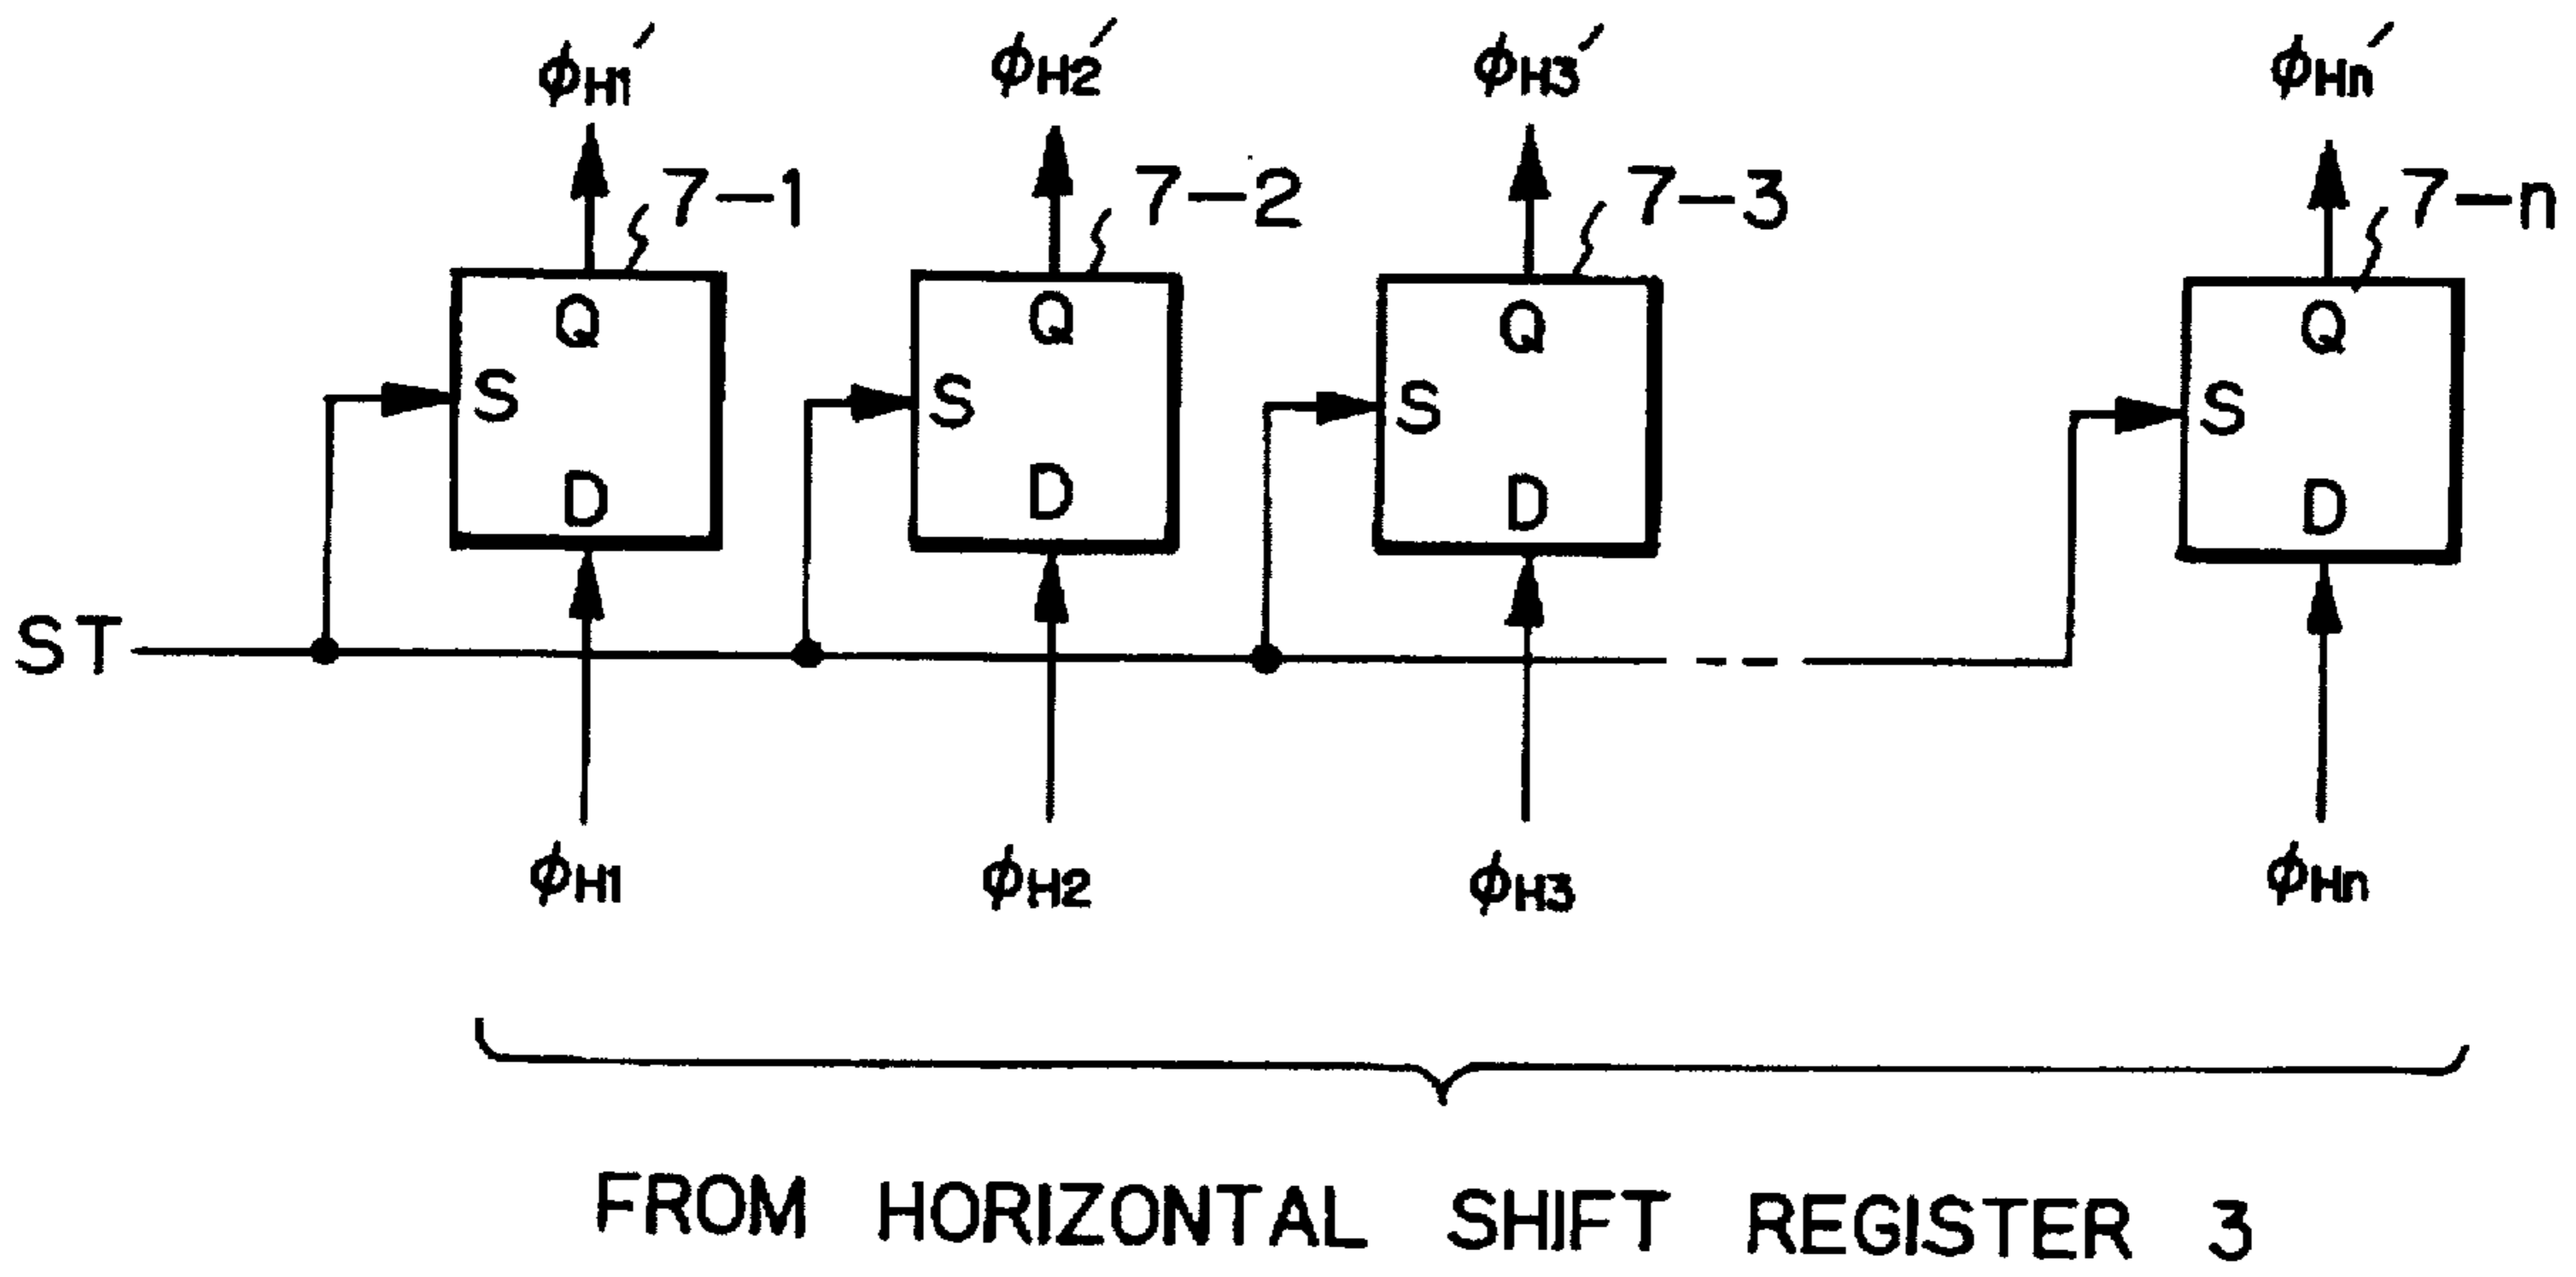 ϕH1′ ϕH2′ ϕH3′ ϕHn′
7-1 7-2 7-3 7-n
Q Q Q Q
S S S S
D D D D
ST
ϕH1 ϕH2 ϕH3 ϕHn
FROM HORIZONTAL SHIFT REGISTER 3